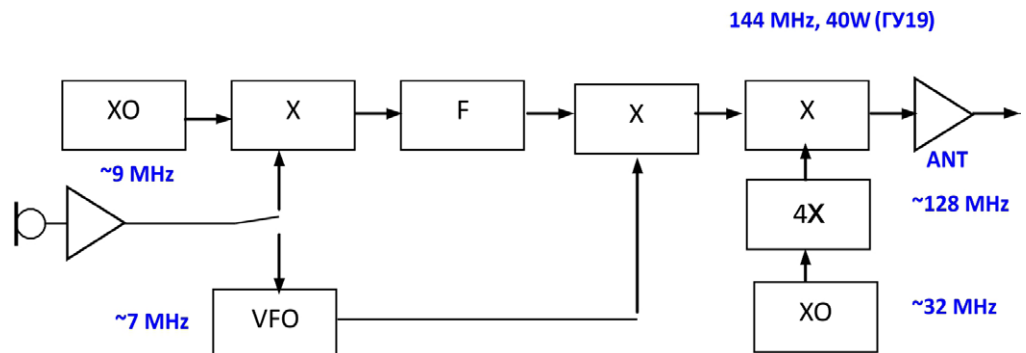 144 MHz, 40W (ГУ19)
XO
X
F
X
X
~9 MHz
ANT
4X
~128 MHz
~7 MHz
VFO
XO
~32 MHz